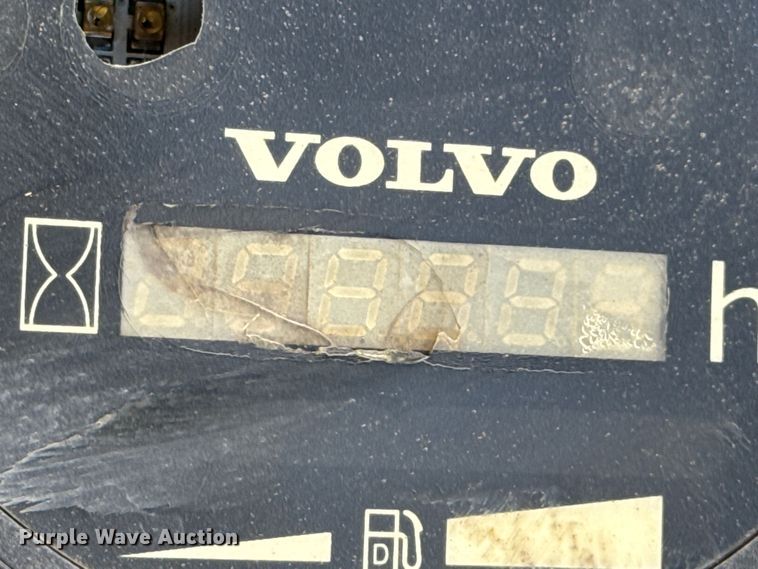 VOLVO
h
D
Purple Wave Auction